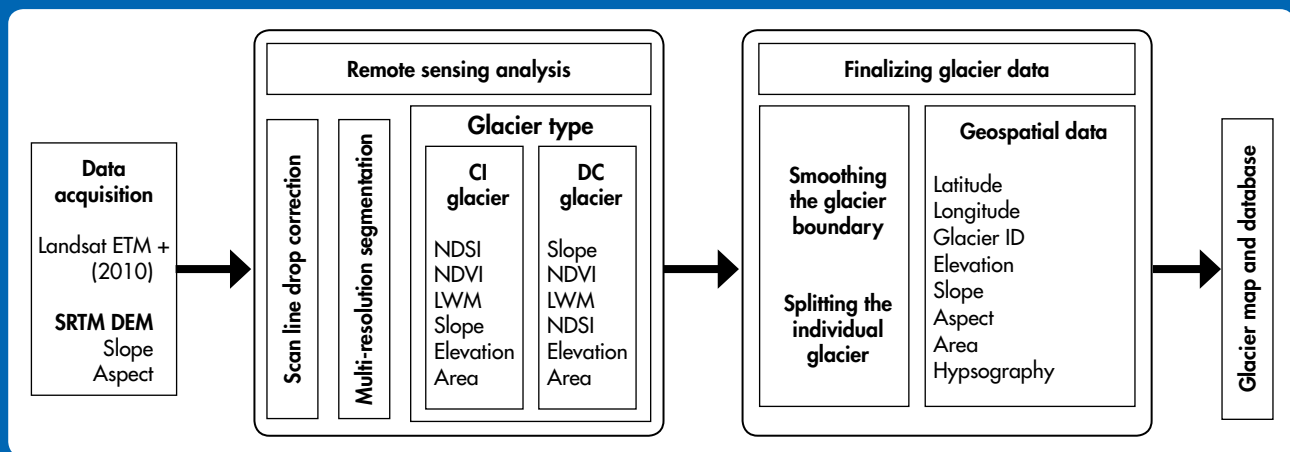 Data
acquisition
Landsat ETM +
(2010)
SRTM DEM
Slope
Aspect
Remote sensing analysis
Scan line drop correction
Multi-resolution segmentation
Glacier type
CI
glacier
NDSI
NDVI
LWM
Slope
Elevation
Area
DC
glacier
Slope
NDVI
LWM
NDSI
Elevation
Area
Finalizing glacier data
Smoothing
the glacier
boundary
Splitting the
individual
glacier
Geospatial data
Latitude
Longitude
Glacier ID
Elevation
Slope
Aspect
Area
Hypsography
Glacier map and database